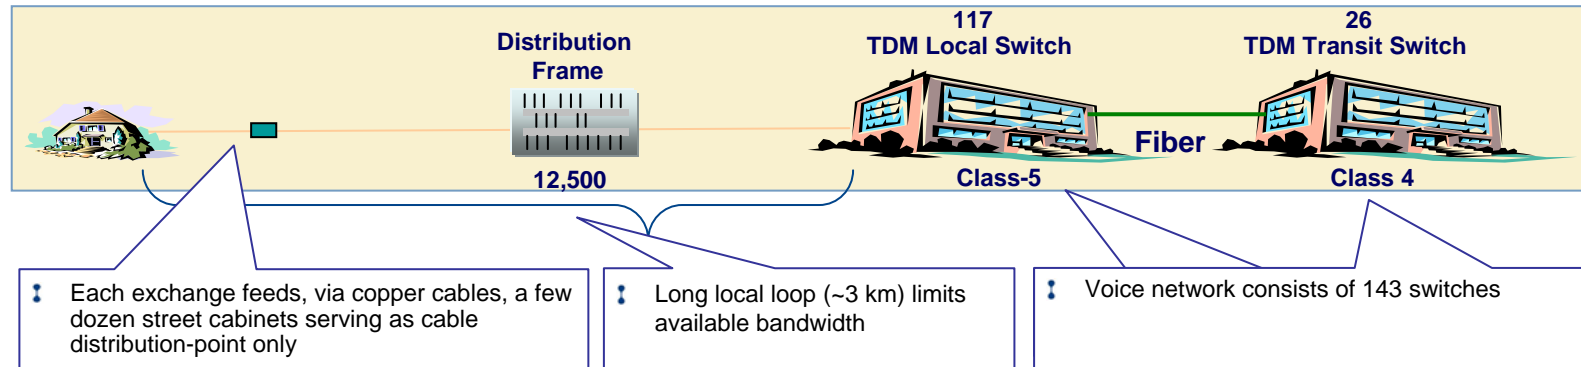 Distribution
Frame
12,500
117
TDM Local Switch
Class-5
Fiber
26
TDM Transit Switch
Class 4
Each exchange feeds, via copper cables, a few
dozen street cabinets serving as cable
distribution-point only
Long local loop (~3 km) limits
available bandwidth
Voice network consists of 143 switches